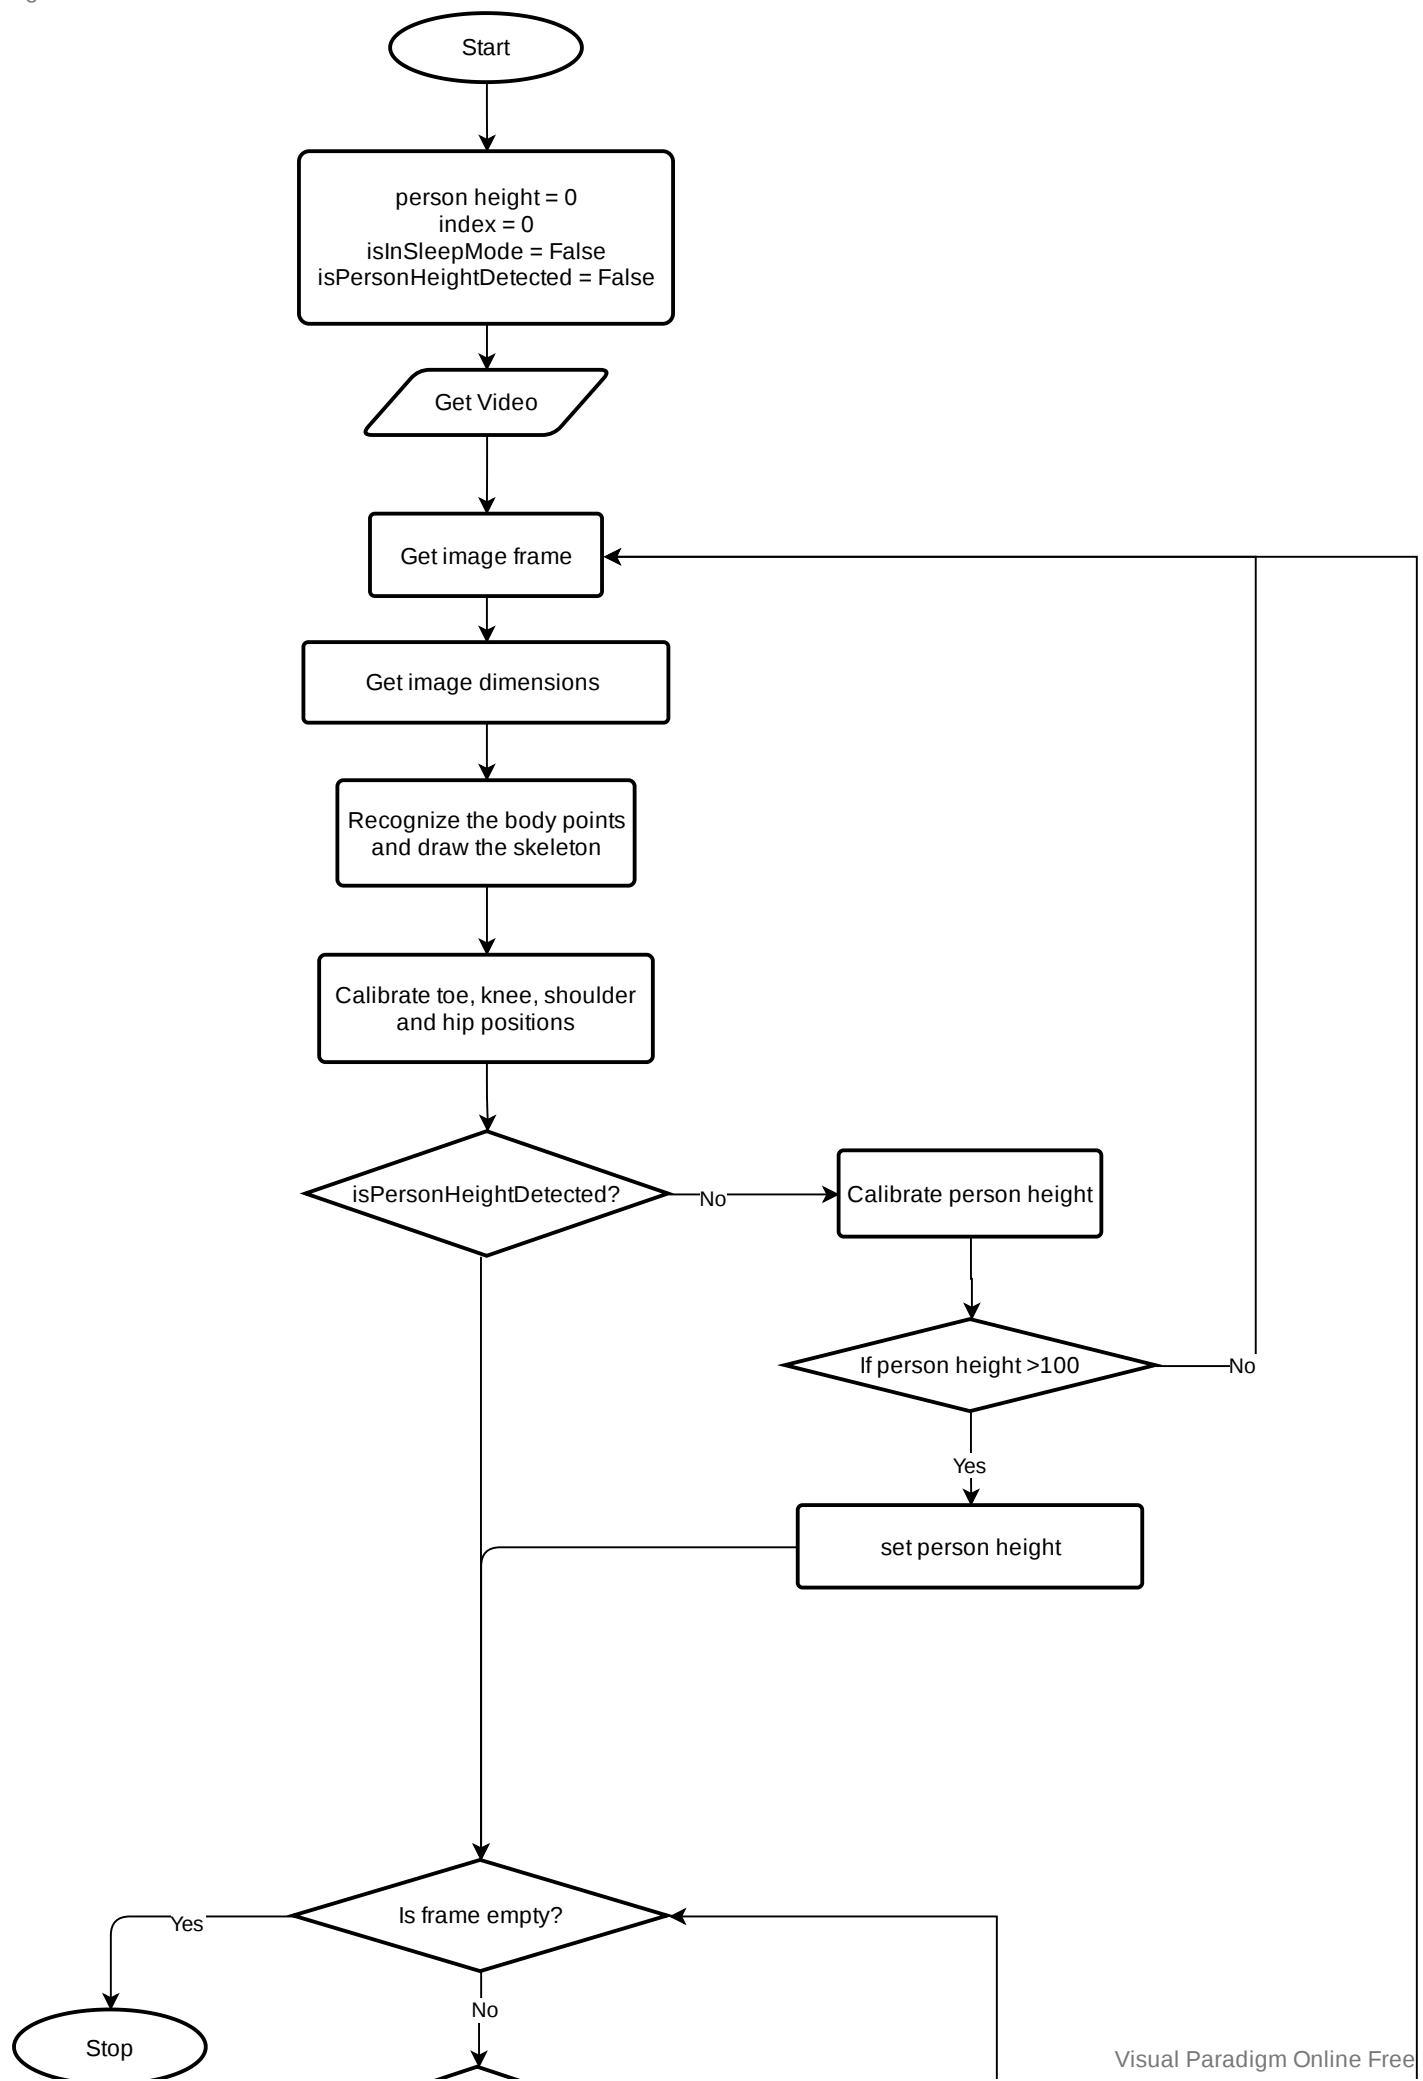 Start
person height = 0
index = 0
isInSleepMode = False
isPersonHeightDetected = False
Get Video
Get image frame
Get image dimensions
Recognize the body points
and draw the skeleton
Calibrate toe, knee, shoulder
and hip positions
isPersonHeightDetected?
No
Calibrate person height
If person height >100
No
Yes
set person height
Is frame empty?
Yes
No
Stop
Visual Paradigm Online Free